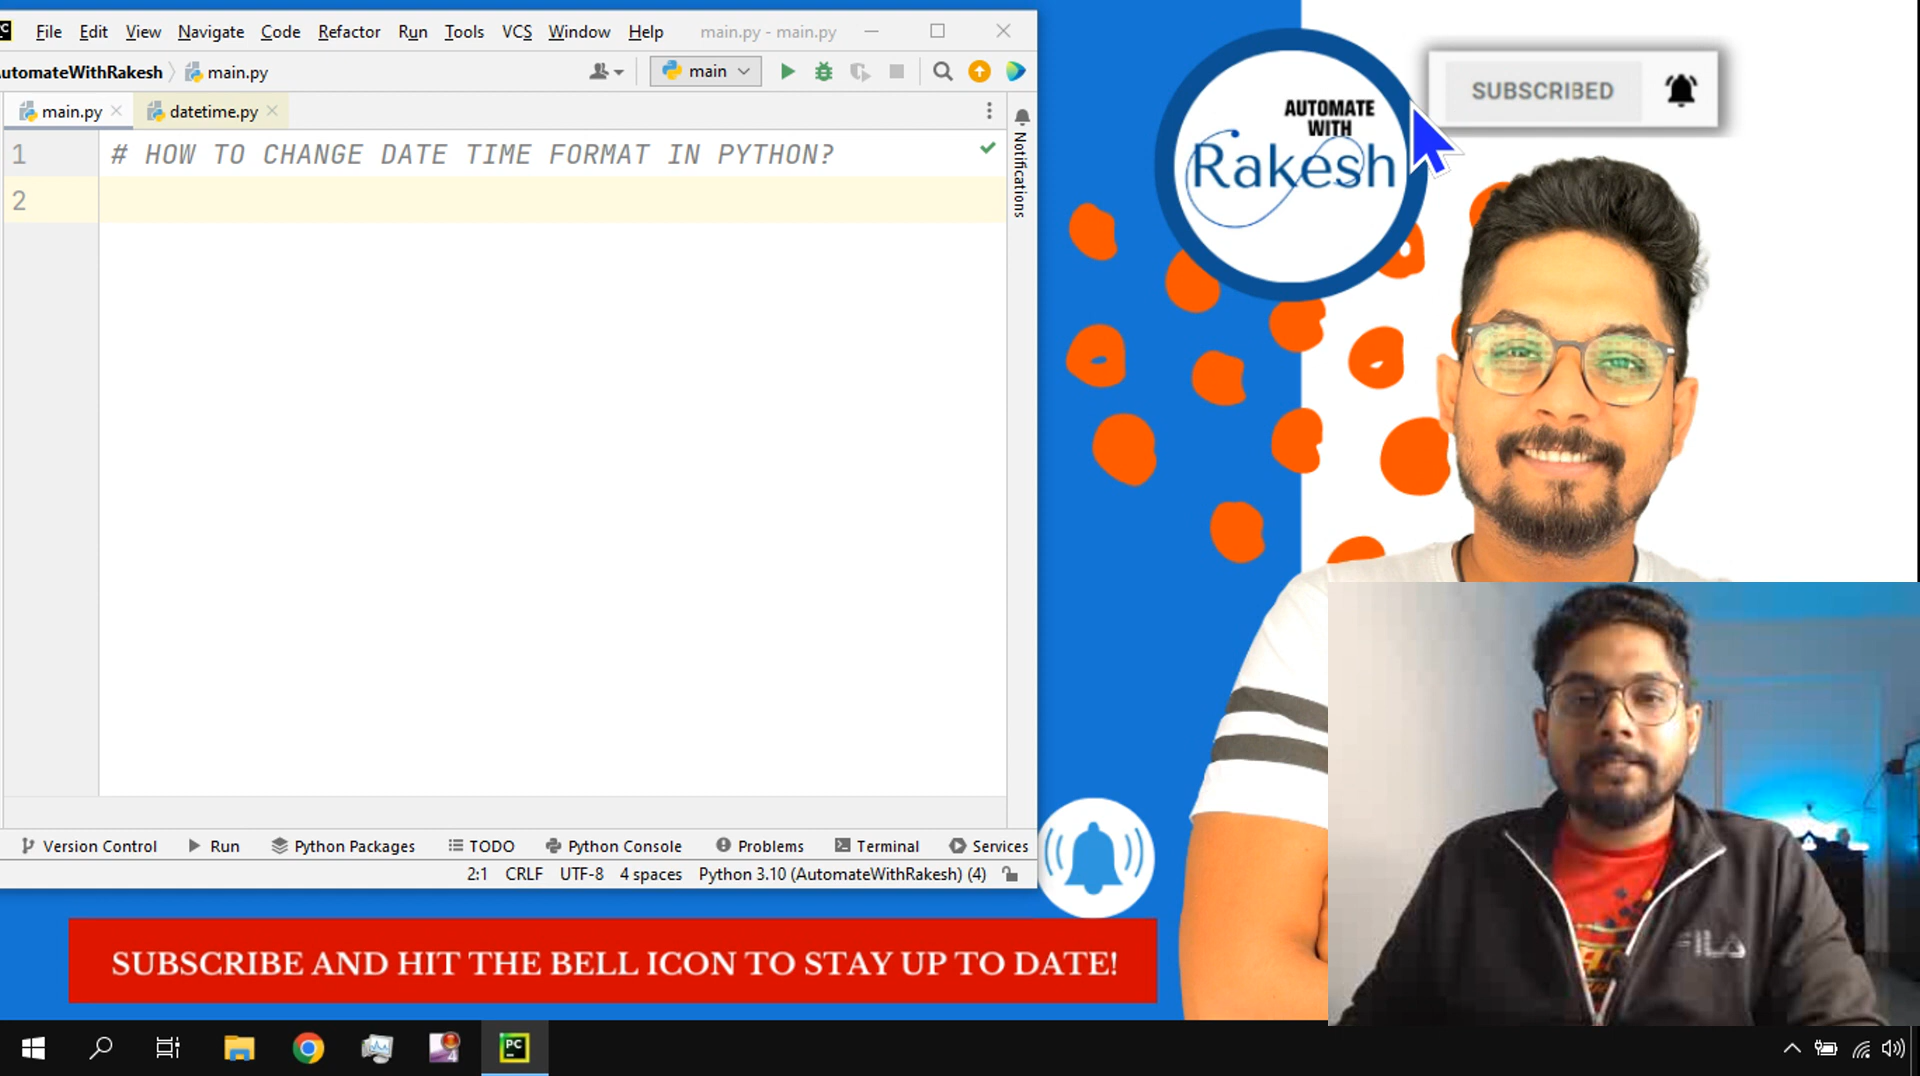 PC
File Edit View Navigate Code Refactor Run Tools VCS Window Help main.py - main.py
utomateWithRakesh main.py
main
main.py datetime.py
1 # HOW TO CHANGE DATE TIME FORMAT IN PYTHON?
2
Notifications
Version Control Run Python Packages TODO Python Console Problems Terminal Services
2:1 CRLF UTF-8 4 spaces Python 3.10 (AutomateWithRakesh) (4)
AUTOMATE
WITH
Rakesh
SUBSCRIBED
FILA
SUBSCRIBE AND HIT THE BELL ICON TO STAY UP TO DATE!
4
PC